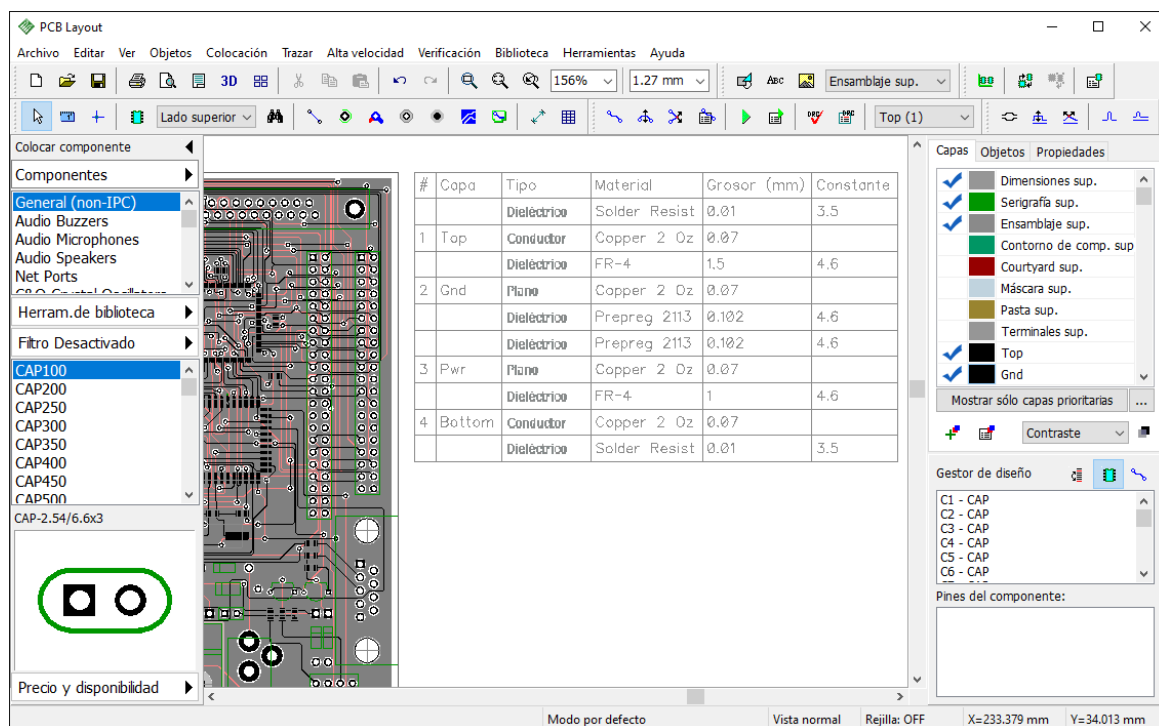 PCB Layout
Archivo Editar Ver Objetos Colocación Trazar Alta velocidad Verificación Biblioteca Herramientas Ayuda
3D 156% 1.27 mm ABC Ensamblaje sup.
Lado superior DRC DRC Top (1)
Colocar componente
Componentes
General (non-IPC)
Audio Buzzers
Audio Microphones
Audio Speakers
Net Ports
Herram.de biblioteca
Filtro Desactivado
CAP100
CAP200
CAP250
CAP300
CAP350
CAP400
CAP450
CAP500
CAP-2.54/6.6x3
Precio y disponibilidad
# Capa Tipo Material Grosor (mm) Constante
Dieléctrico Solder Resist 0.01 3.5
1 Top Conductor Copper 2 Oz 0.07
Dieléctrico FR-4 1.5 4.6
2 Gnd Plano Copper 2 Oz 0.07
Dieléctrico Prepreg 2113 0.102 4.6
Dieléctrico Prepreg 2113 0.102 4.6
3 Pwr Plano Copper 2 Oz 0.07
Dieléctrico FR-4 1 4.6
4 Bottom Conductor Copper 2 Oz 0.07
Dieléctrico Solder Resist 0.01 3.5
Capas Objetos Propiedades
Dimensiones sup.
Serigrafía sup.
Ensamblaje sup.
Contorno de comp. sup
Courtyard sup.
Máscara sup.
Pasta sup.
Terminales sup.
Top
Gnd
Mostrar sólo capas prioritarias ...
Contraste
Gestor de diseño
C1 - CAP
C2 - CAP
C3 - CAP
C4 - CAP
C5 - CAP
C6 - CAP
Pines del componente:
Modo por defecto Vista normal Rejilla: OFF X=233.379 mm Y=34.013 mm